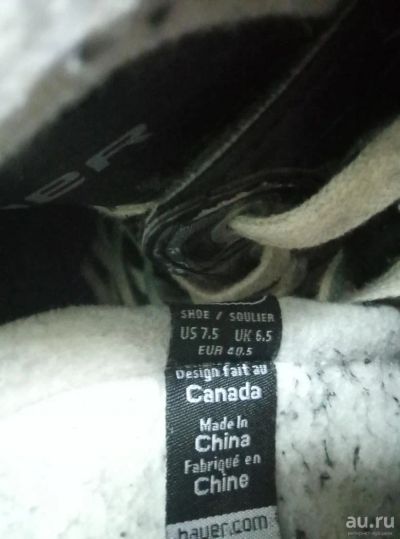 SHOE / SOULIER
US 7.5 UK 6.5
EUR 40.5
Design fait au
Canada
Made in
China
Fabriqué en
Chine
bauer.com
au.ru